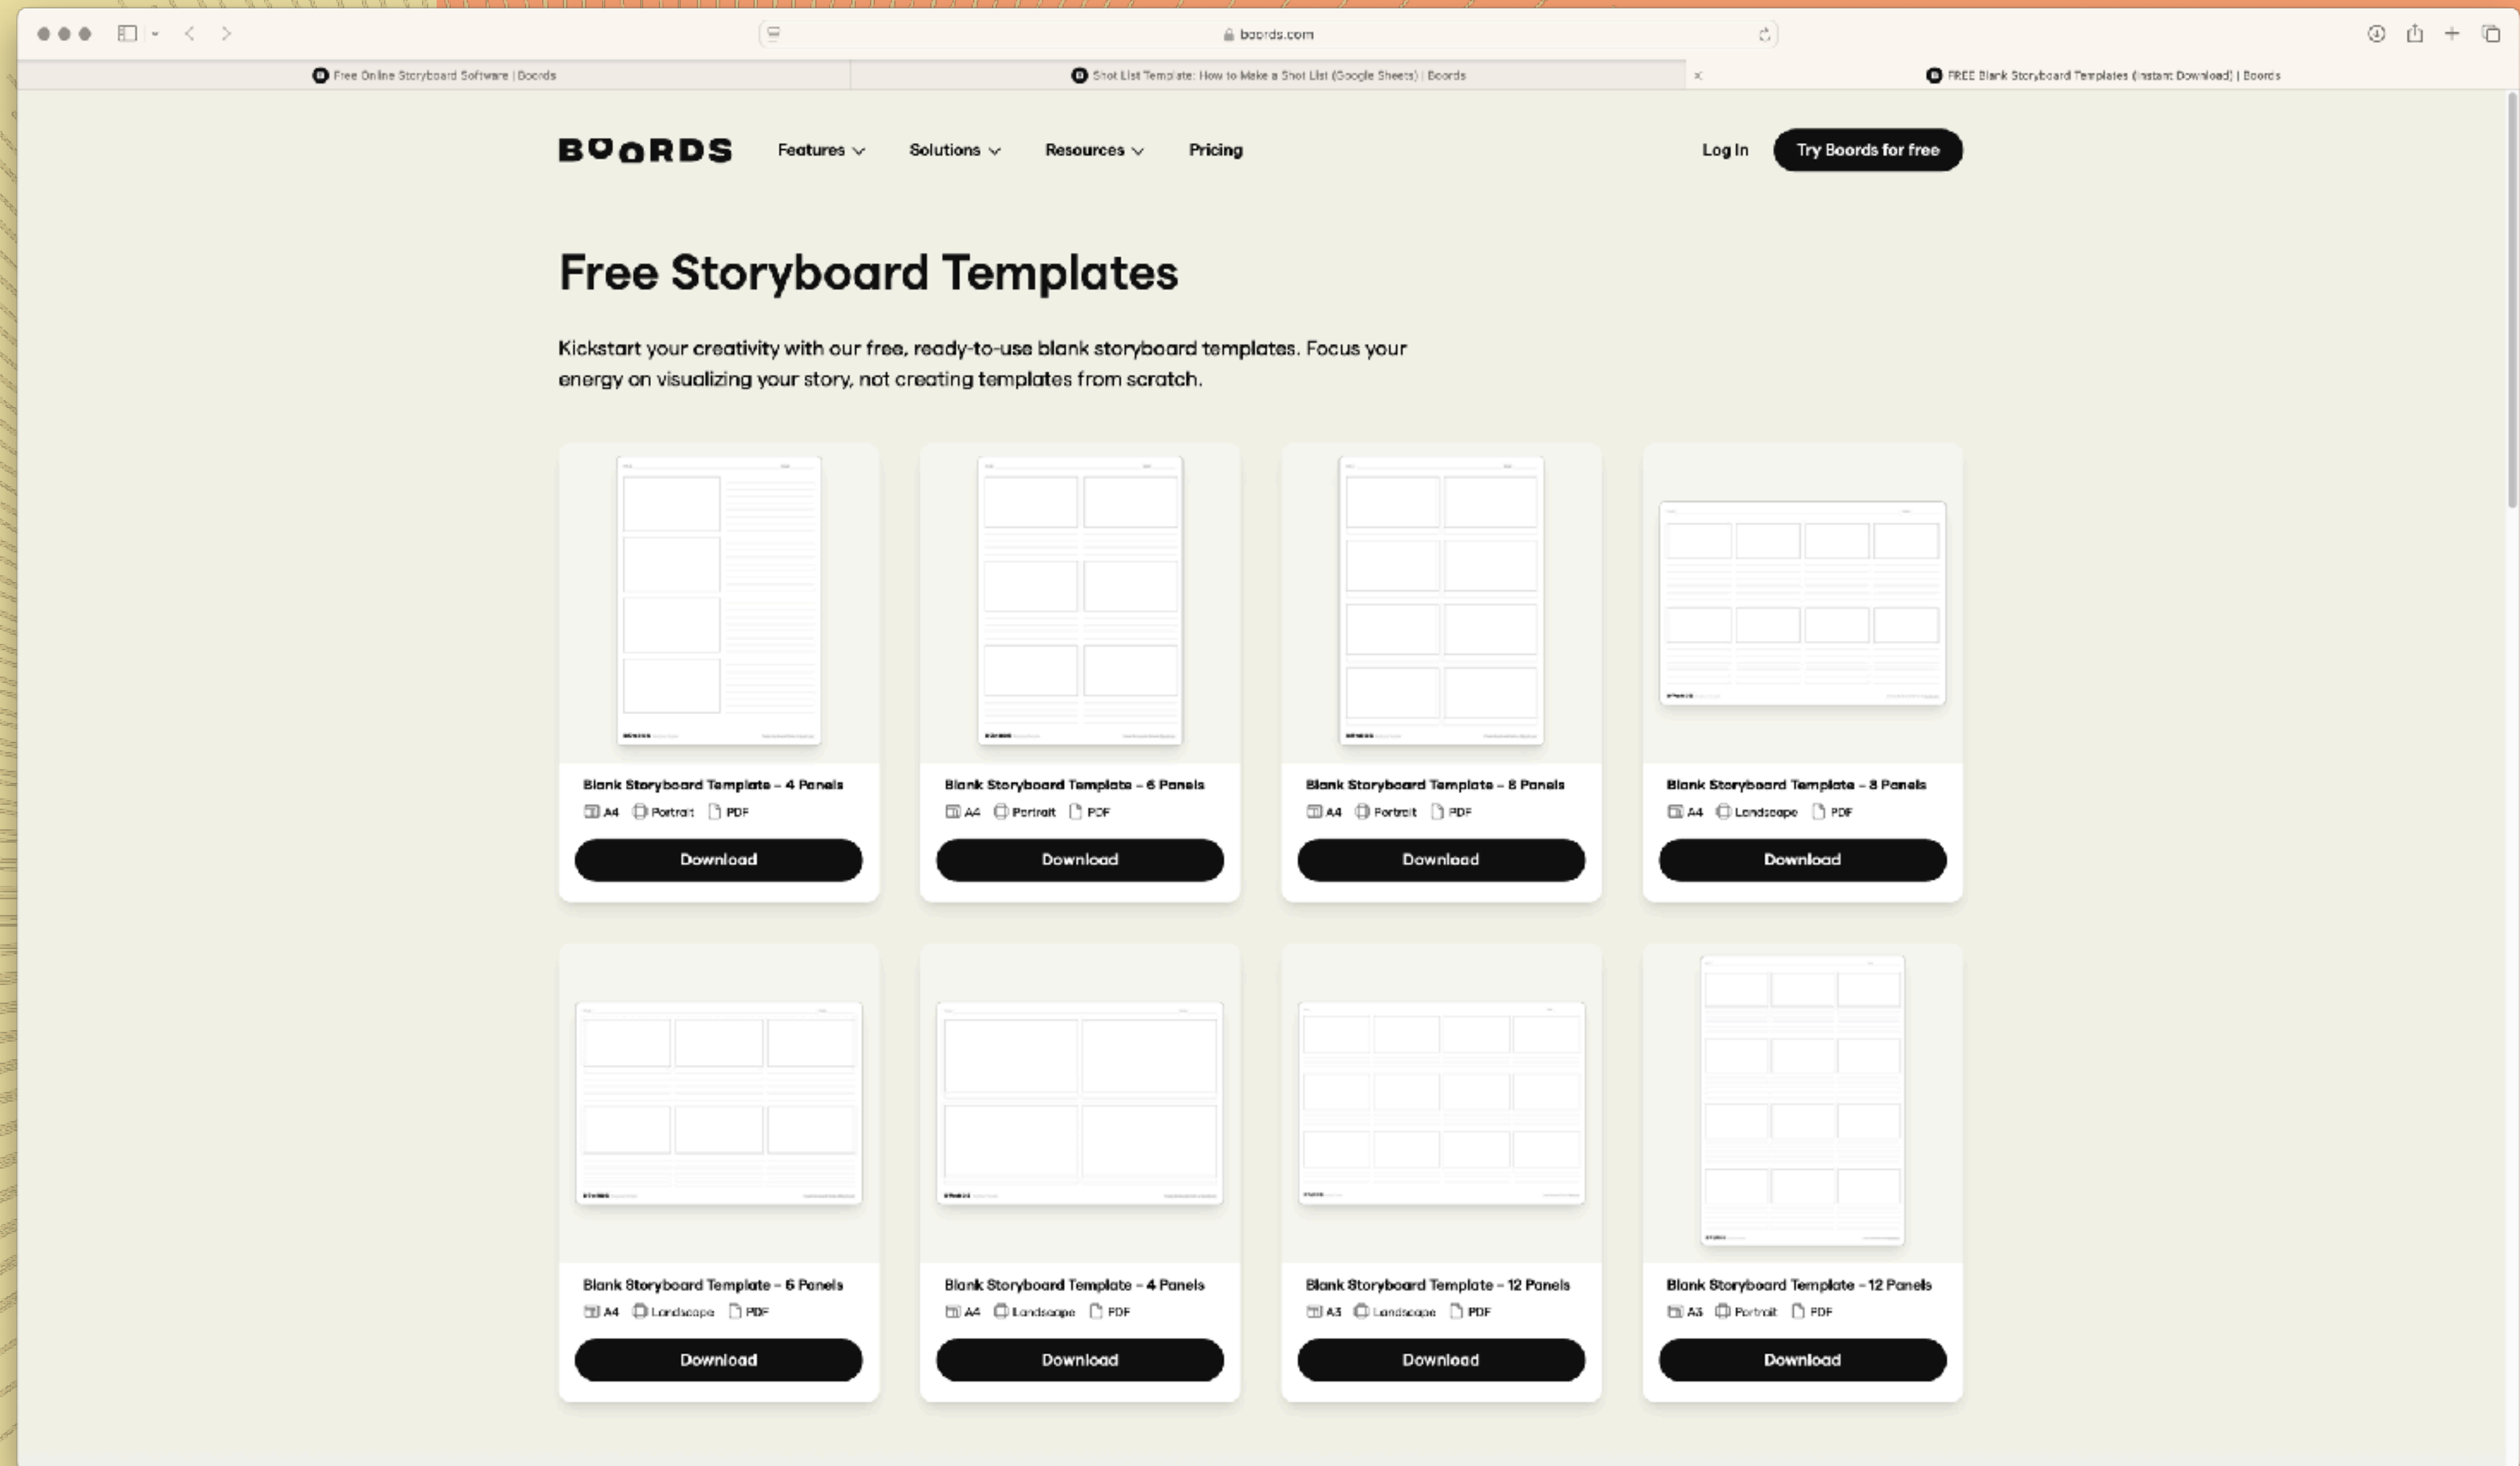 boords.com
Free Online Storyboard Software | Boords
Shot List Template: How to Make a Shot List (Google Sheets) | Boords
FREE Blank Storyboard Templates (Instant Download) | Boords
BOORDS
Features
Solutions
Resources
Pricing
Log In
Try Boords for free
Free Storyboard Templates
Kickstart your creativity with our free, ready-to-use blank storyboard templates. Focus your
energy on visualizing your story, not creating templates from scratch.
Blank Storyboard Template – 4 Panels
A4 Portrait PDF
Download
Blank Storyboard Template – 6 Panels
A4 Portrait PDF
Download
Blank Storyboard Template – 8 Panels
A4 Portrait PDF
Download
Blank Storyboard Template – 8 Panels
A4 Landscape PDF
Download
Blank Storyboard Template – 6 Panels
A4 Landscape PDF
Download
Blank Storyboard Template – 4 Panels
A4 Landscape PDF
Download
Blank Storyboard Template – 12 Panels
A3 Landscape PDF
Download
Blank Storyboard Template – 12 Panels
A3 Portrait PDF
Download